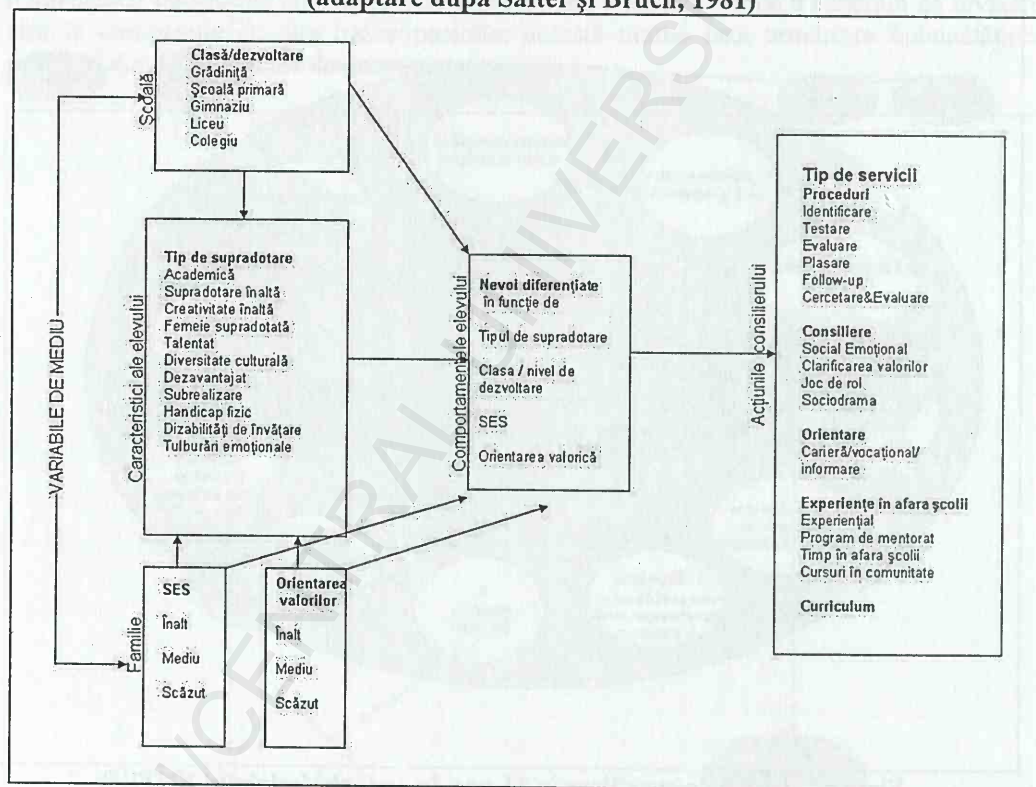 (adaptare după Salter şi Bruch, 1981)
VARIABILE DE MEDIU
Școală
Clasă/dezvoltare
Grădiniţă
Şcoală primară
Gimnaziu
Liceu
Colegiu
Caracteristici ale elevului
Tip de supradotare
Academică
Supradotare înaltă
Creativitate înaltă
Femeie supradotată
Talentat
Diversitate culturală
Dezavantajat
Subrealizare
Handicap fizic
Dizabilităţi de învăţare
Tulburări emoţionale
Familie
SES
Înalt
Mediu
Scăzut
Orientarea
valorilor
Înalt
Mediu
Scăzut
Comportamentele elevului
Nevoi diferenţiate
în funcţie de
Tipul de supradotare
Clasa / nivel de
dezvoltare
SES
Orientarea valorică
Acţiunile consilierului
Tip de servicii
Proceduri
Identificare
Testare
Evaluare
Plasare
Follow-up
Cercetare&Evaluare
Consiliere
Social Emoţional
Clarificarea valorilor
Joc de rol
Sociodrama
Orientare
Carieră/vocaţional/
informare
Experienţe în afara şcolii
Experienţial
Program de mentorat
Timp în afara şcolii
Cursuri în comunitate
Curriculum